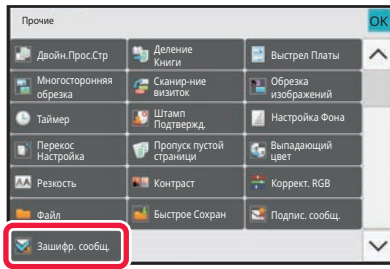 Прочие
OK
Двойн.Прос.Стр
Деление
Книги
Выстрел Платы
Многосторонняя
обрезка
Сканир-ние
визиток
Обрезка
изображений
Таймер
Штамп
Подтвержд.
Настройка Фона
Перекос
Настройка
Пропуск пустой
страници
Выпадающий
цвет
Резкость
Контраст
Коррект. RGB
Файл
Быстрое Сохран
Подпис. сообщ.
Зашифр. сообщ.